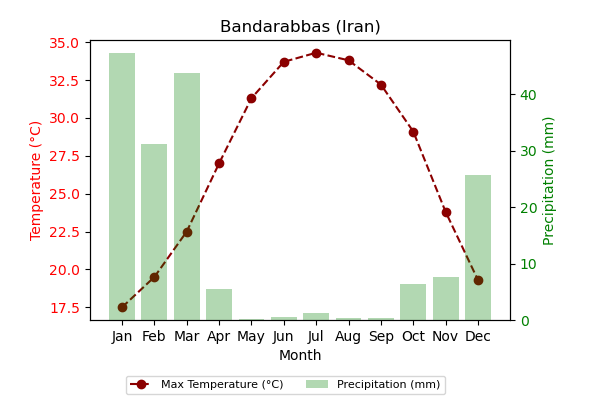 Bandarabbas (Iran)
35.0
32.5
30.0
27.5
25.0
22.5
20.0
17.5
Temperature (°C)
40
30
20
10
0
Precipitation (mm)
Jan Feb Mar Apr May Jun Jul Aug Sep Oct Nov Dec
Month
Max Temperature (°C) Precipitation (mm)